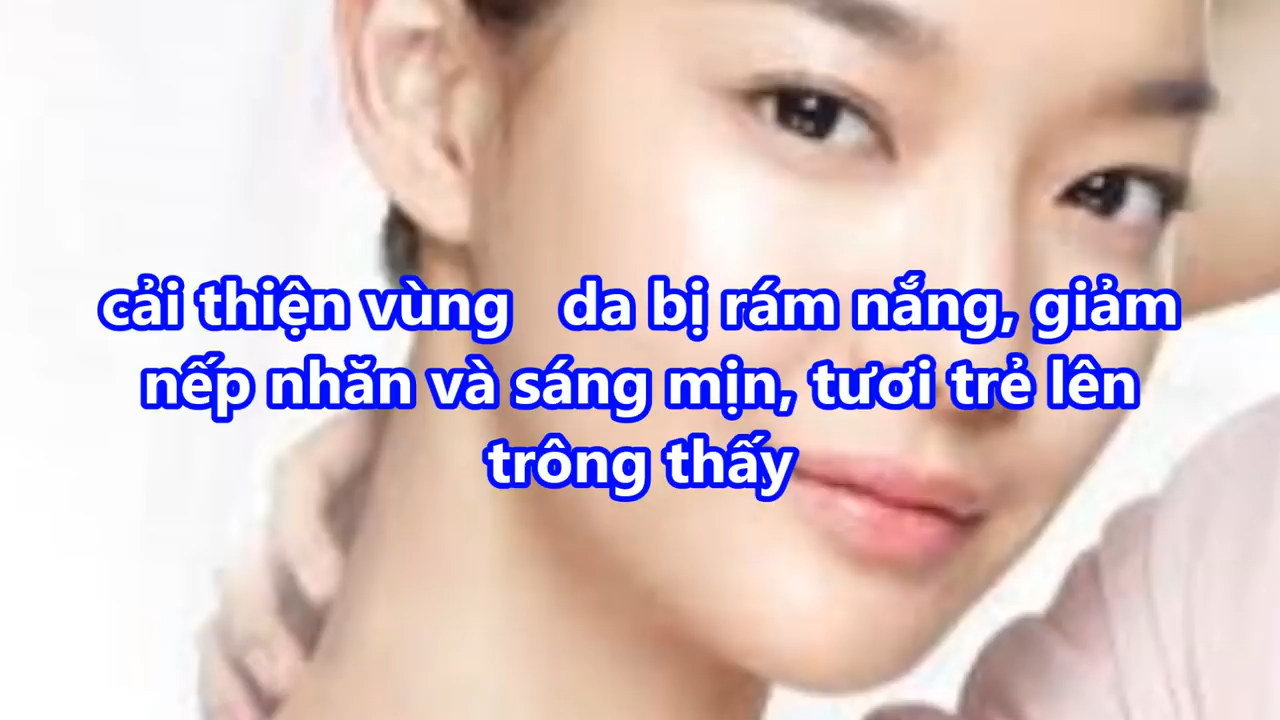 cải thiện vùng   da bị rám nắng, giảm
nếp nhăn và sáng mịn, tươi trẻ lên
trông thấy